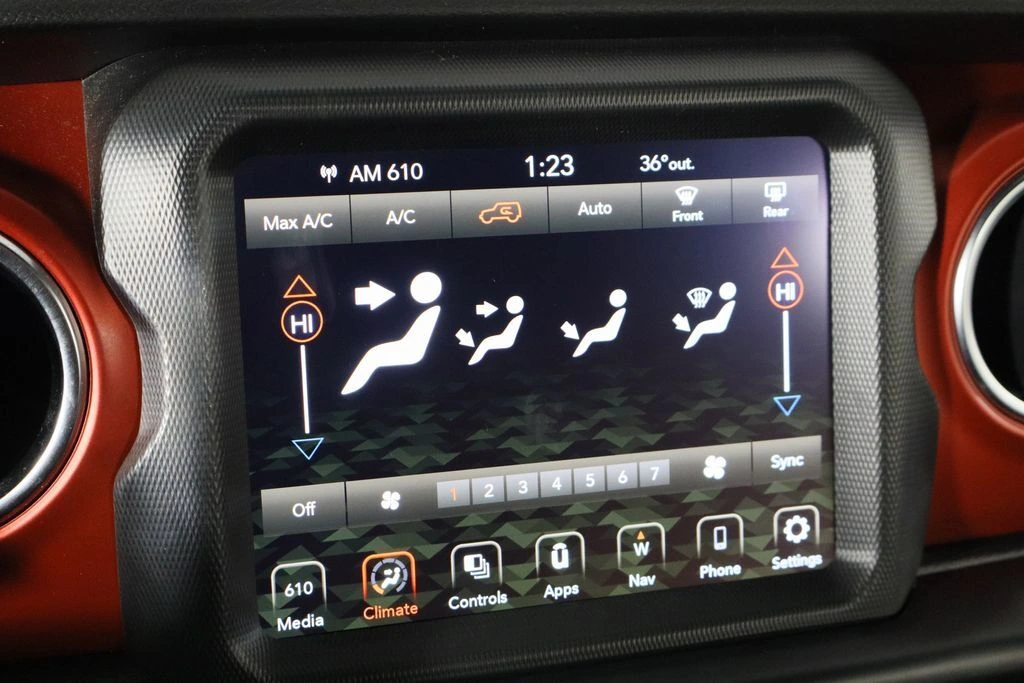 AM 610 1:23 36° out.
Max A/C A/C Auto Front Rear
HI HI
Off 1 2 3 4 5 6 7 Sync
610 W
Media Climate Controls Apps Nav Phone Settings